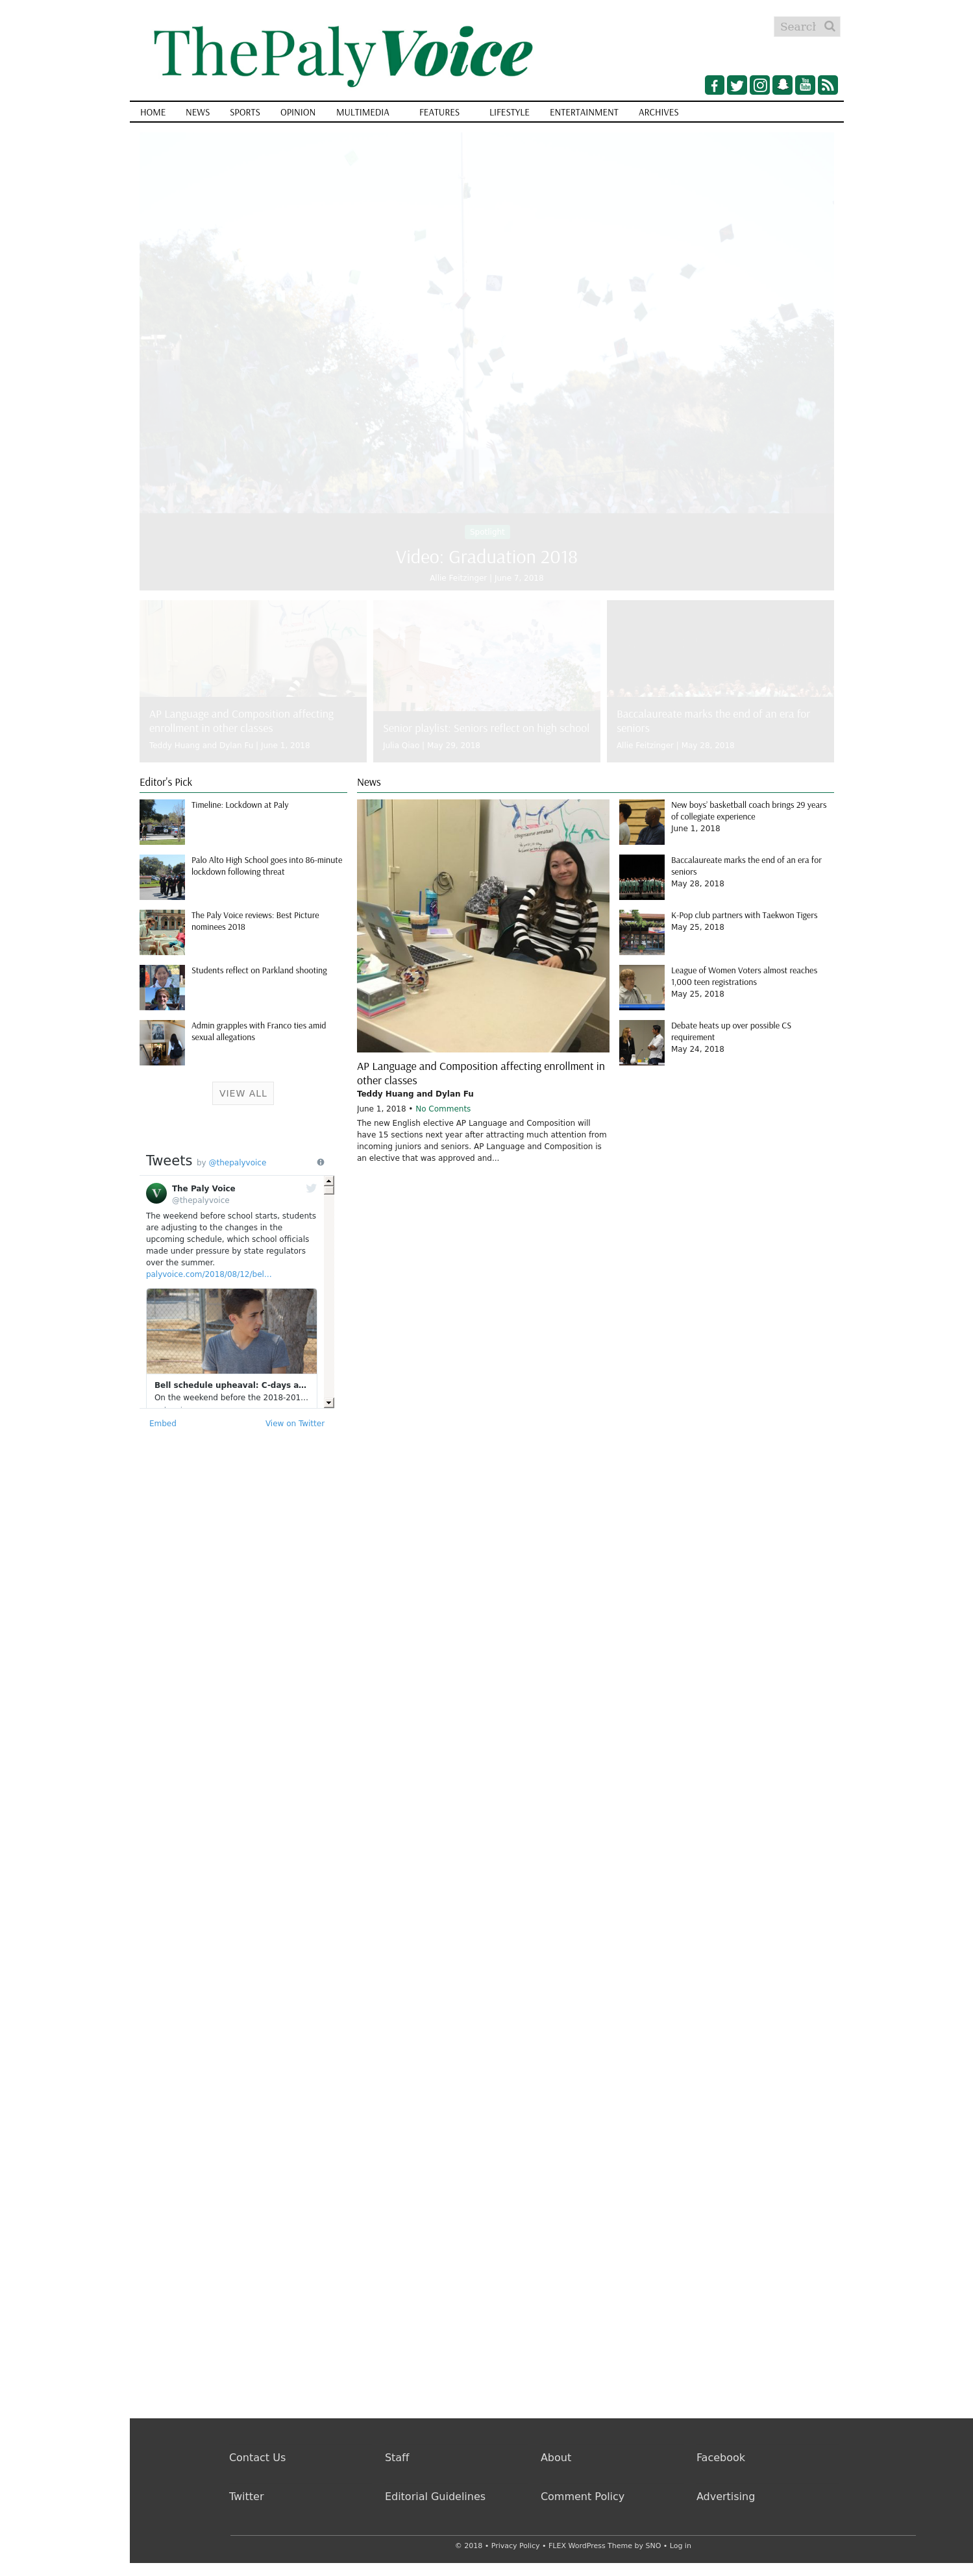 ThePalyVoice
Search
HOME NEWS SPORTS OPINION MULTIMEDIA FEATURES LIFESTYLE ENTERTAINMENT ARCHIVES
Spotlight
Video: Graduation 2018
Allie Feitzinger | June 7, 2018
AP Language and Composition affecting
enrollment in other classes
Teddy Huang and Dylan Fu | June 1, 2018
Senior playlist: Seniors reflect on high school
Julia Qiao | May 29, 2018
Baccalaureate marks the end of an era for
seniors
Allie Feitzinger | May 28, 2018
Editor's Pick
Timeline: Lockdown at Paly
Palo Alto High School goes into 86-minute
lockdown following threat
The Paly Voice reviews: Best Picture
nominees 2018
Students reflect on Parkland shooting
Admin grapples with Franco ties amid
sexual allegations
VIEW ALL
News
AP Language and Composition affecting enrollment in
other classes
Teddy Huang and Dylan Fu
June 1, 2018 • No Comments
The new English elective AP Language and Composition will
have 15 sections next year after attracting much attention from
incoming juniors and seniors. AP Language and Composition is
an elective that was approved and...
New boys' basketball coach brings 29 years
of collegiate experience
June 1, 2018
Baccalaureate marks the end of an era for
seniors
May 28, 2018
K-Pop club partners with Taekwon Tigers
May 25, 2018
League of Women Voters almost reaches
1,000 teen registrations
May 25, 2018
Debate heats up over possible CS
requirement
May 24, 2018
Tweets by @thepalyvoice
V
The Paly Voice
@thepalyvoice
The weekend before school starts, students
are adjusting to the changes in the
upcoming schedule, which school officials
made under pressure by state regulators
over the summer.
palyvoice.com/2018/08/12/bel…
Bell schedule upheaval: C-days a…
On the weekend before the 2018-201…
Embed View on Twitter
Contact Us Staff About Facebook
Twitter Editorial Guidelines Comment Policy Advertising
© 2018 • Privacy Policy • FLEX WordPress Theme by SNO • Log in